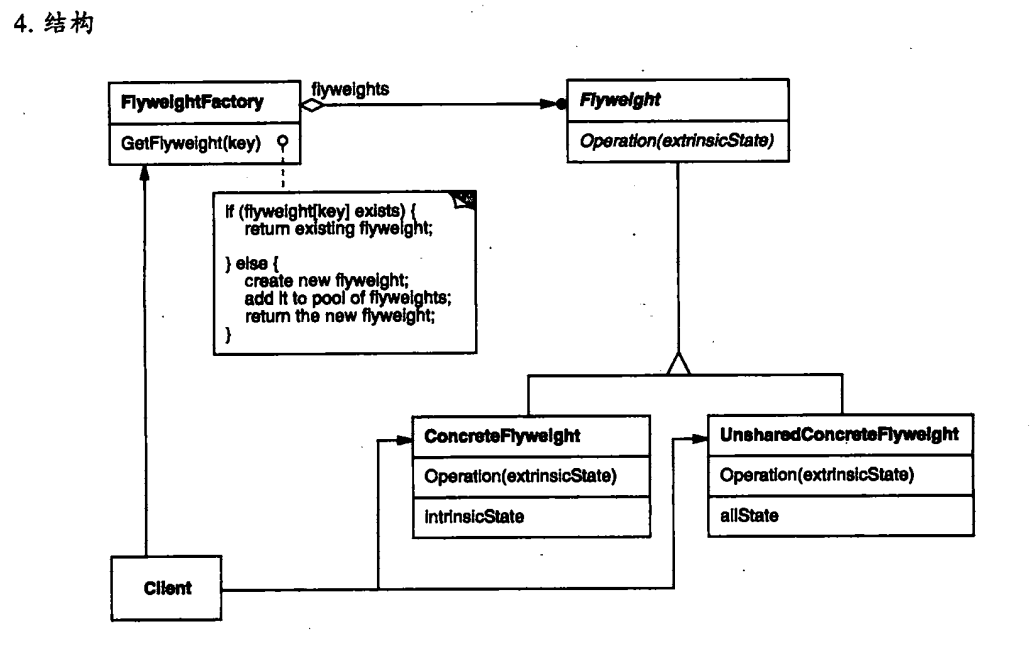 4. 结构
FlyweightFactory
GetFlyweight(key)
flyweights
Flyweight
Operation(extrinsicState)
if (flyweight[key] exists) {
return existing flyweight;
} else {
create new flyweight;
add it to pool of flyweights;
return the new flyweight;
}
ConcreteFlyweight
Operation(extrinsicState)
intrinsicState
UnsharedConcreteFlyweight
Operation(extrinsicState)
allState
Client